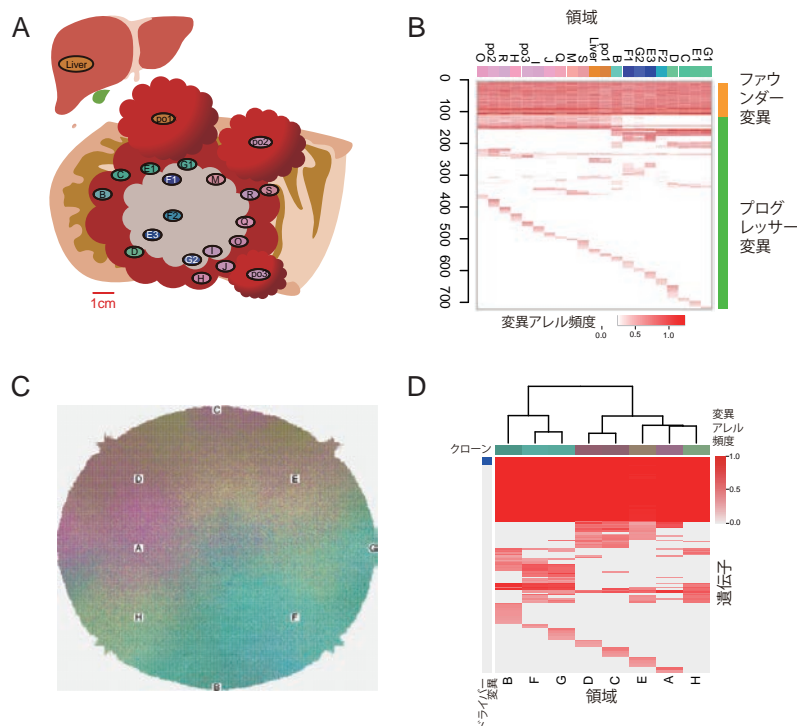 A
Liver
po1
po2
G1
E1
C
F1
M
B
R
S
F2
Q
E3
O
D
G2
I
J
po3
H
1cm
B
領域
O po2 R H po3 I J Q M S Liver po1 B F1 G2 E3 F2 D C E1 G1
0
100
200
300
400
500
600
700
ファウ
ンダー
変異
プログ
レッサー
変異
変異アレル頻度
0.0 0.5 1.0
C
C
D
E
A
G
H
F
B
D
変異
アレル
頻度
クローン
1.0
0.5
0.0
遺伝子
B F G D C E A H
領域
ドライバー
変異